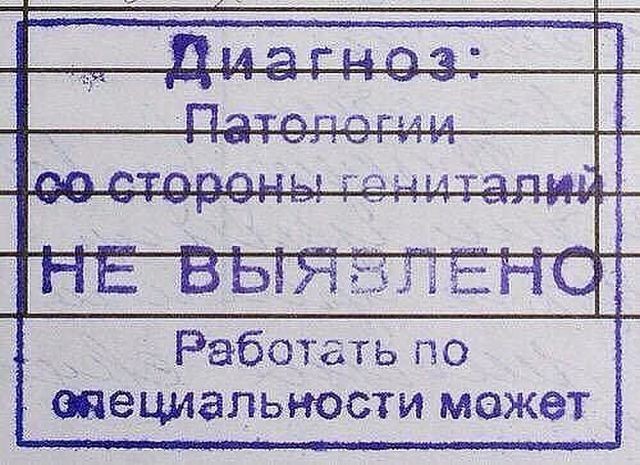 Диагноз:
Патологии
со стороны гениталий
НЕ ВЫЯВЛЕНО
Работать по
специальности может